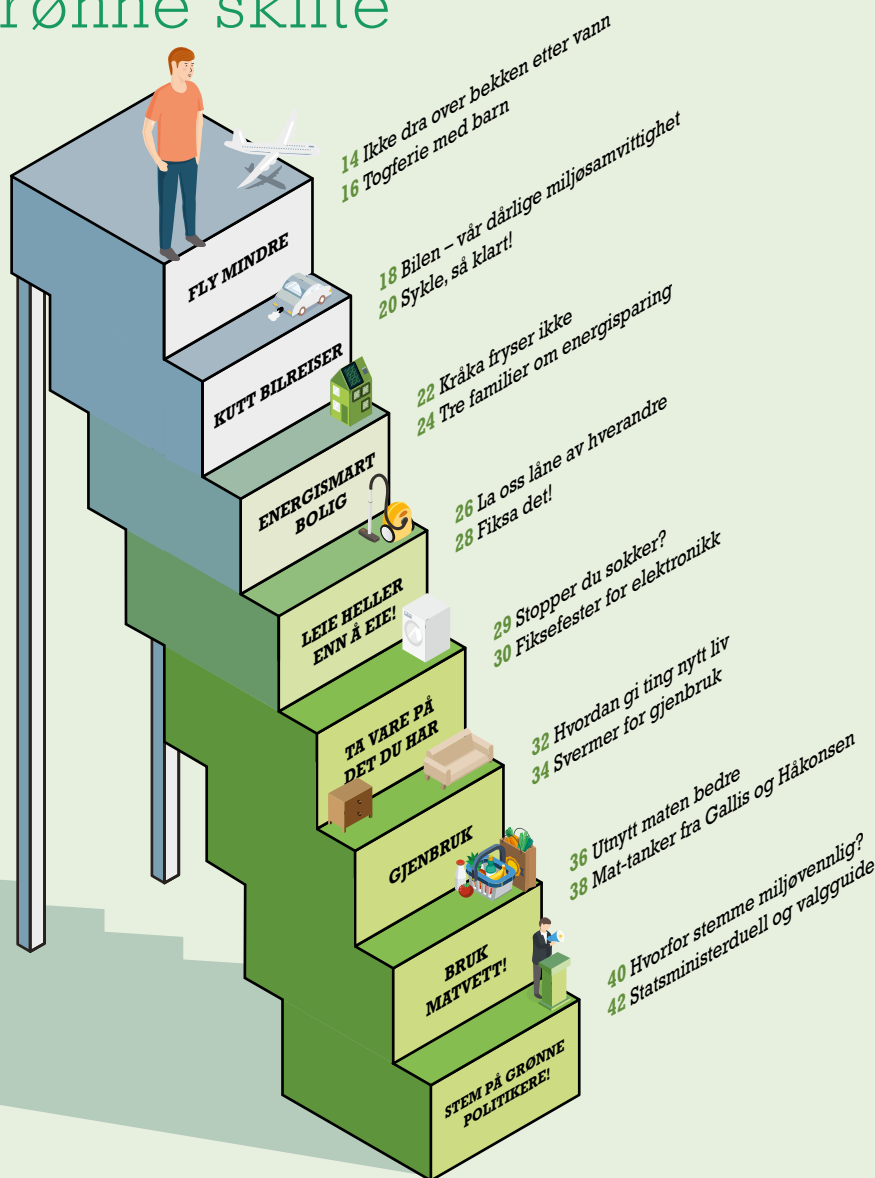 rønne skifte
14 Ikke dra over bekken etter vann
16 Togferie med barn
FLY MINDRE
18 Bilen – vår dårlige miljøsamvittighet
20 Sykle, så klart!
KUTT BILREISER
22 Kråka fryser ikke
24 Tre familier om energisparing
ENERGISMART
BOLIG
26 La oss låne av hverandre
28 Fiksa det!
LEIE HELLER
ENN Å EIE!
29 Stopper du sokker?
30 Fiksefester for elektronikk
TA VARE PÅ
DET DU HAR
32 Hvordan gi ting nytt liv
34 Svermer for gjenbruk
GJENBRUK
36 Utnytt maten bedre
38 Mat-tanker fra Gallis og Håkonsen
BRUK
MATVETT!
40 Hvorfor stemme miljøvennlig?
42 Statsministerduell og valgguide
STEM PÅ GRØNNE
POLITIKERE!